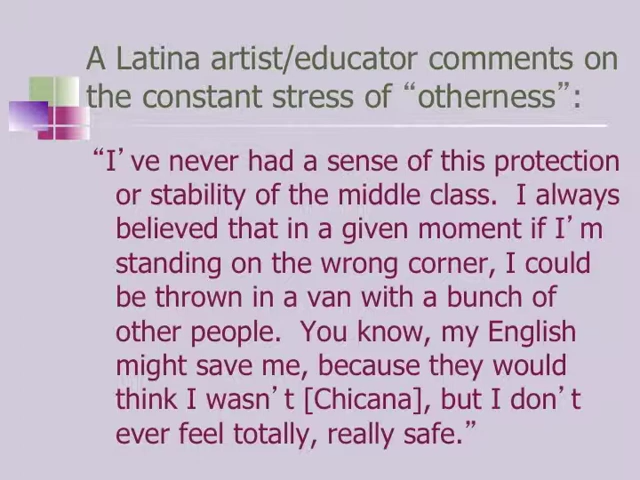 A Latina artist/educator comments on
the constant stress of “otherness”:
“I’ve never had a sense of this protection
or stability of the middle class.  I always
believed that in a given moment if I’m
standing on the wrong corner, I could
be thrown in a van with a bunch of
other people.  You know, my English
might save me, because they would
think I wasn’t [Chicana], but I don’t
ever feel totally, really safe.”